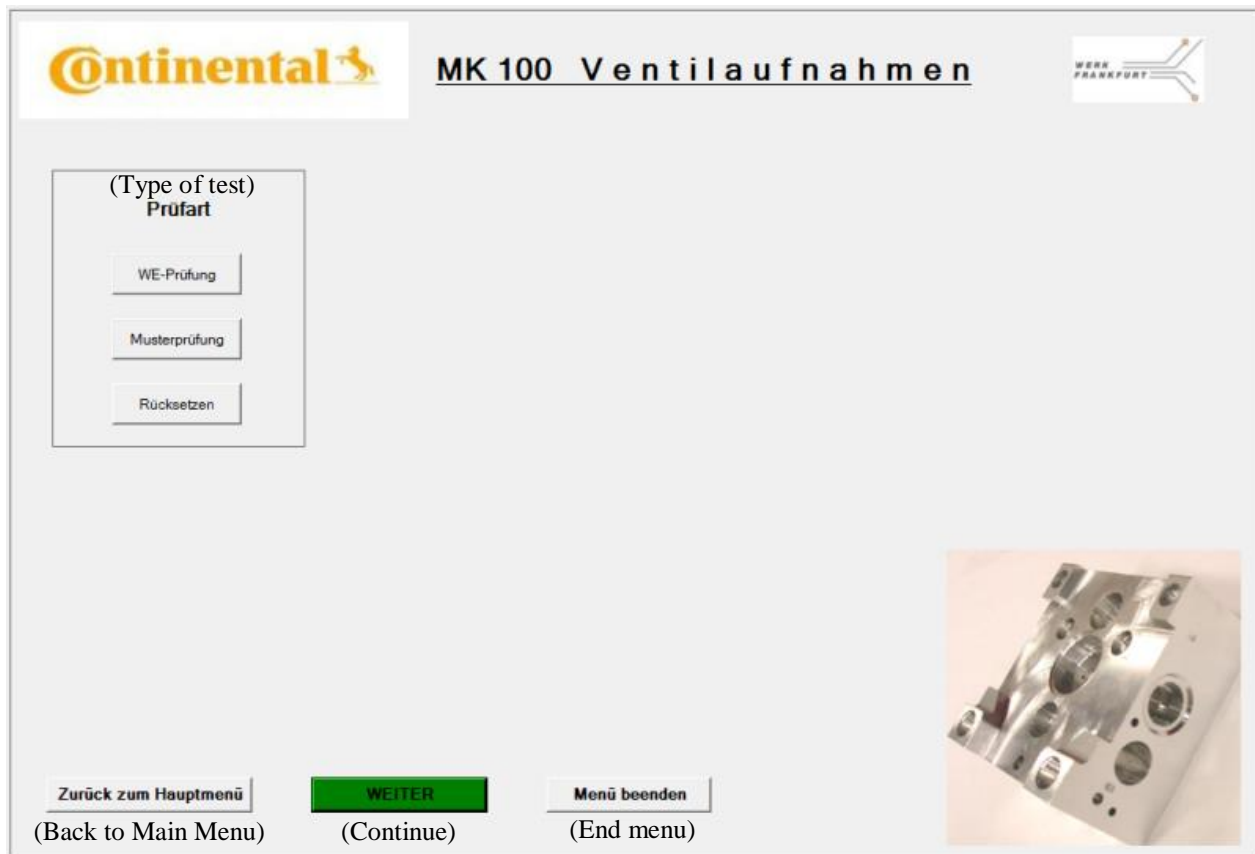 Continental
MK 100 Ventilaufnahmen
WERK
FRANKFURT
(Type of test)
Prüfart
WE-Prüfung
Musterprüfung
Rücksetzen
Zurück zum Hauptmenü
WEITER
Menü beenden
(Back to Main Menu)
(Continue)
(End menu)